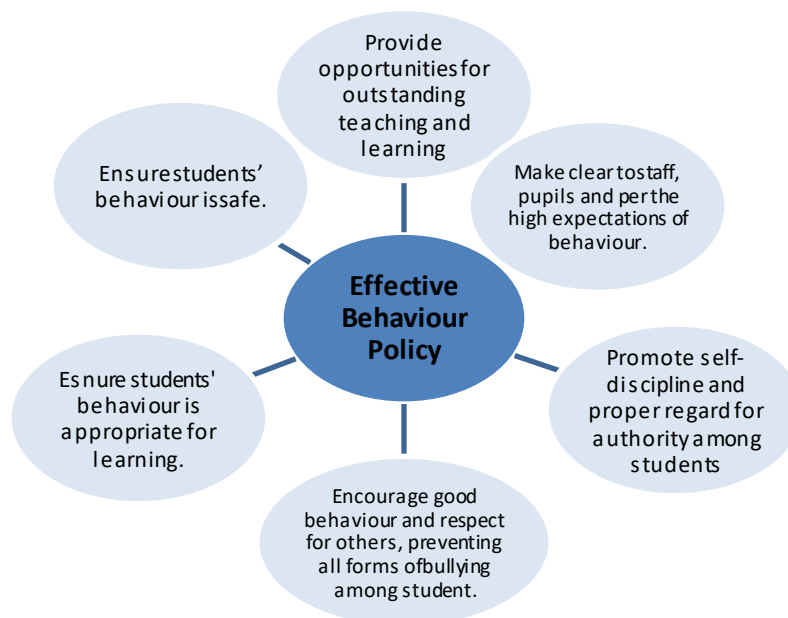 Provide
opportunities for
outstanding
teaching and
learning
Make clear to staff,
pupils and per the
high expectations of
behaviour.
Promote self-
discipline and
proper regard for
authority among
students
Encourage good
behaviour and respect
for others, preventing
all forms ofbullying
among student.
Esnure students'
behaviour is
appropriate for
learning.
Ensure students’
behaviour is safe.
Effective
Behaviour
Policy